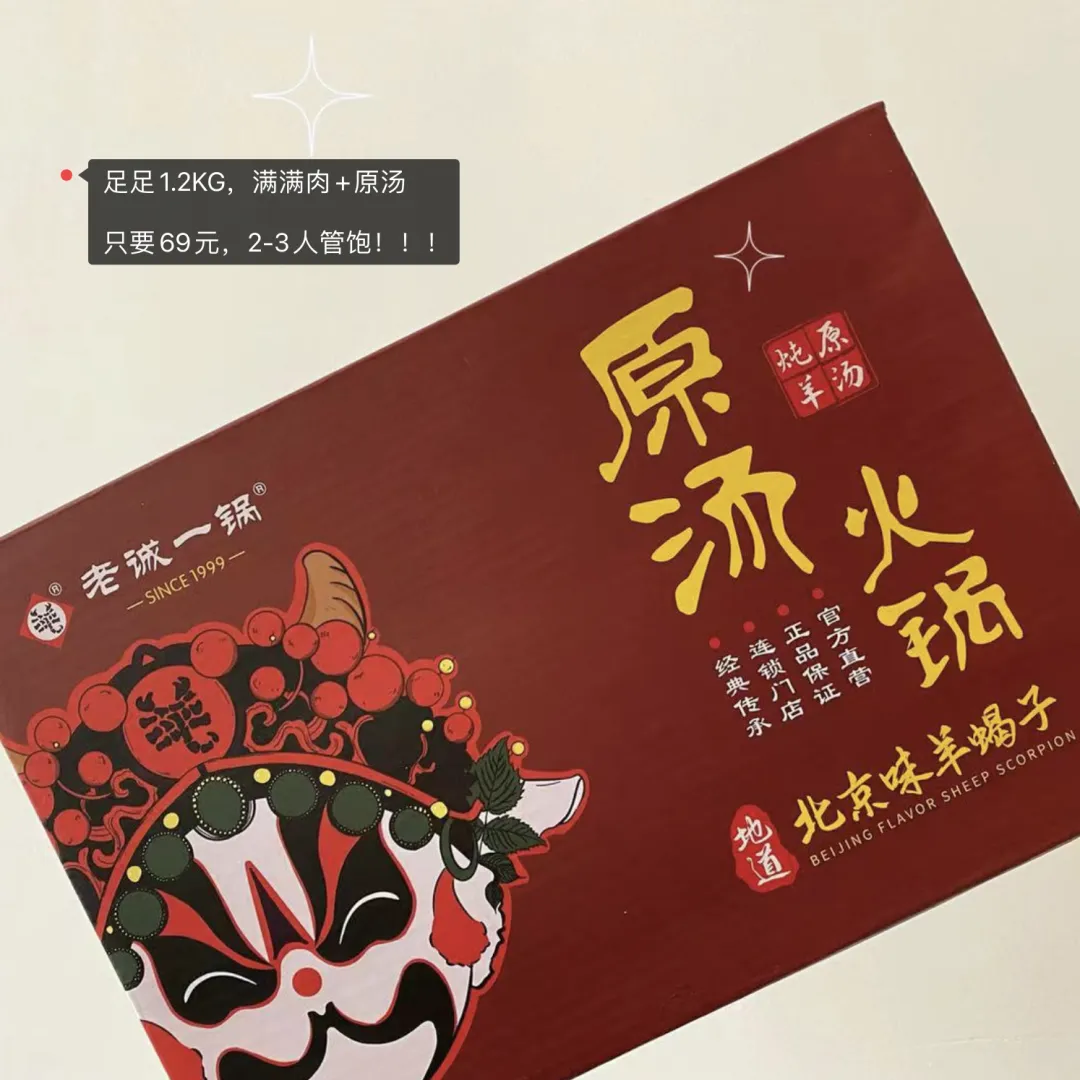 足足1.2KG，满满肉+原汤
只要69元，2-3人管饱！！！
老诚一锅®
—SINCE 1999—
®
原汤
火锅
原汤
炖羊
官方直营
正品保证
连锁门店
经典传承
地道
北京味羊蝎子
BEIJING FLAVOR SHEEP SCORPION